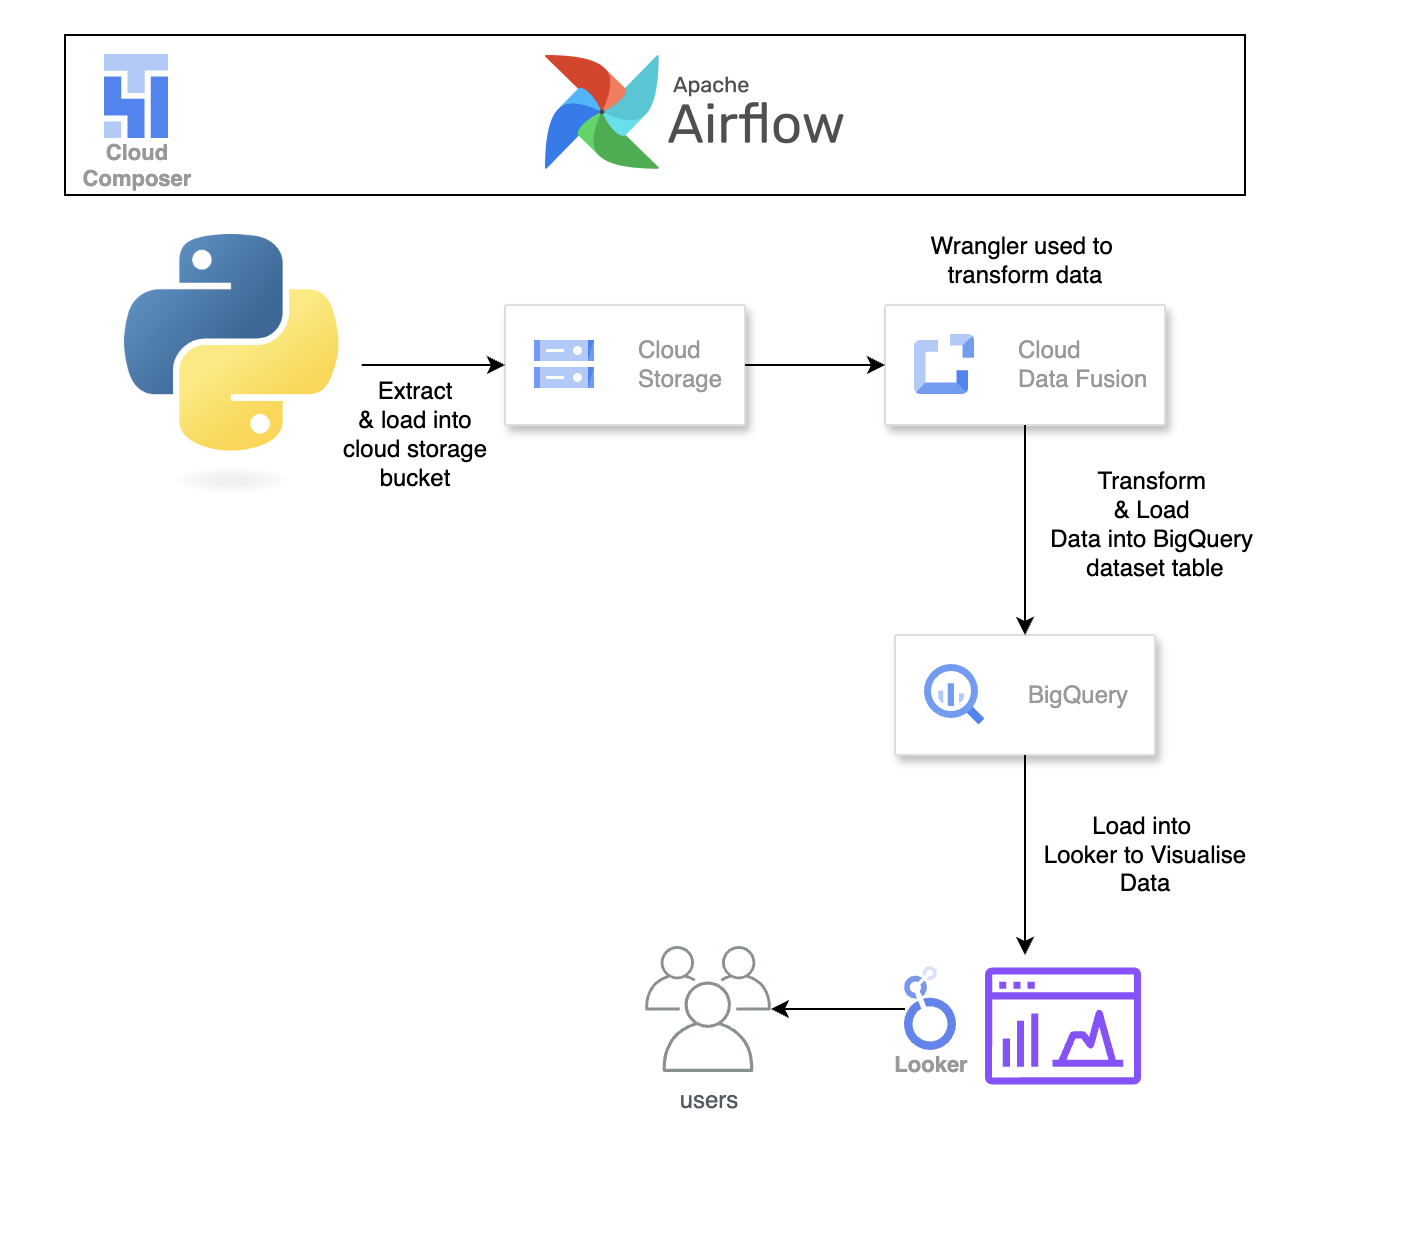 Cloud
Composer
Apache
Airflow
Wrangler used to
transform data
Extract
& load into
cloud storage
bucket
Cloud
Storage
Cloud
Data Fusion
Transform
& Load
Data into BigQuery
dataset table
BigQuery
Load into
Looker to Visualise
Data
Looker
users